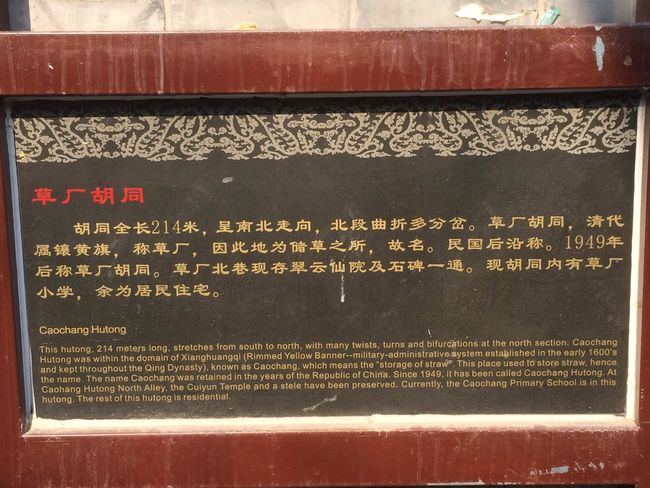 草厂胡同
胡同全长214米，呈南北走向，北段曲折多分岔。草厂胡同，清代
属镶黄旗，称草厂，因此地为储草之所，故名。民国后沿称。1949年
后称草厂胡同。草厂北巷现存翠云仙院及石碑一通。现胡同内有草厂
小学，余为居民住宅。
Caochang Hutong
This hutong, 214 meters long, stretches from south to north, with many twists, turns and bifurcations at the north section. Caochang
Hutong was within the domain of Xianghuangqi (Rimmed Yellow Banner--military-administrative system established in the early 1600's
and kept throughout the Qing Dynasty), known as Caochang, which means the "storage of straw". This place used to store straw, hence
the name. The name Caochang was retained in the years of the Republic of China. Since 1949, it has been called Caochang Hutong. At
Caohang Hutong North Alley, the Cuiyun Temple and a stele have been preserved. Currently, the Caochang Primary School is in this
hutong. The rest of this hutong is residential.